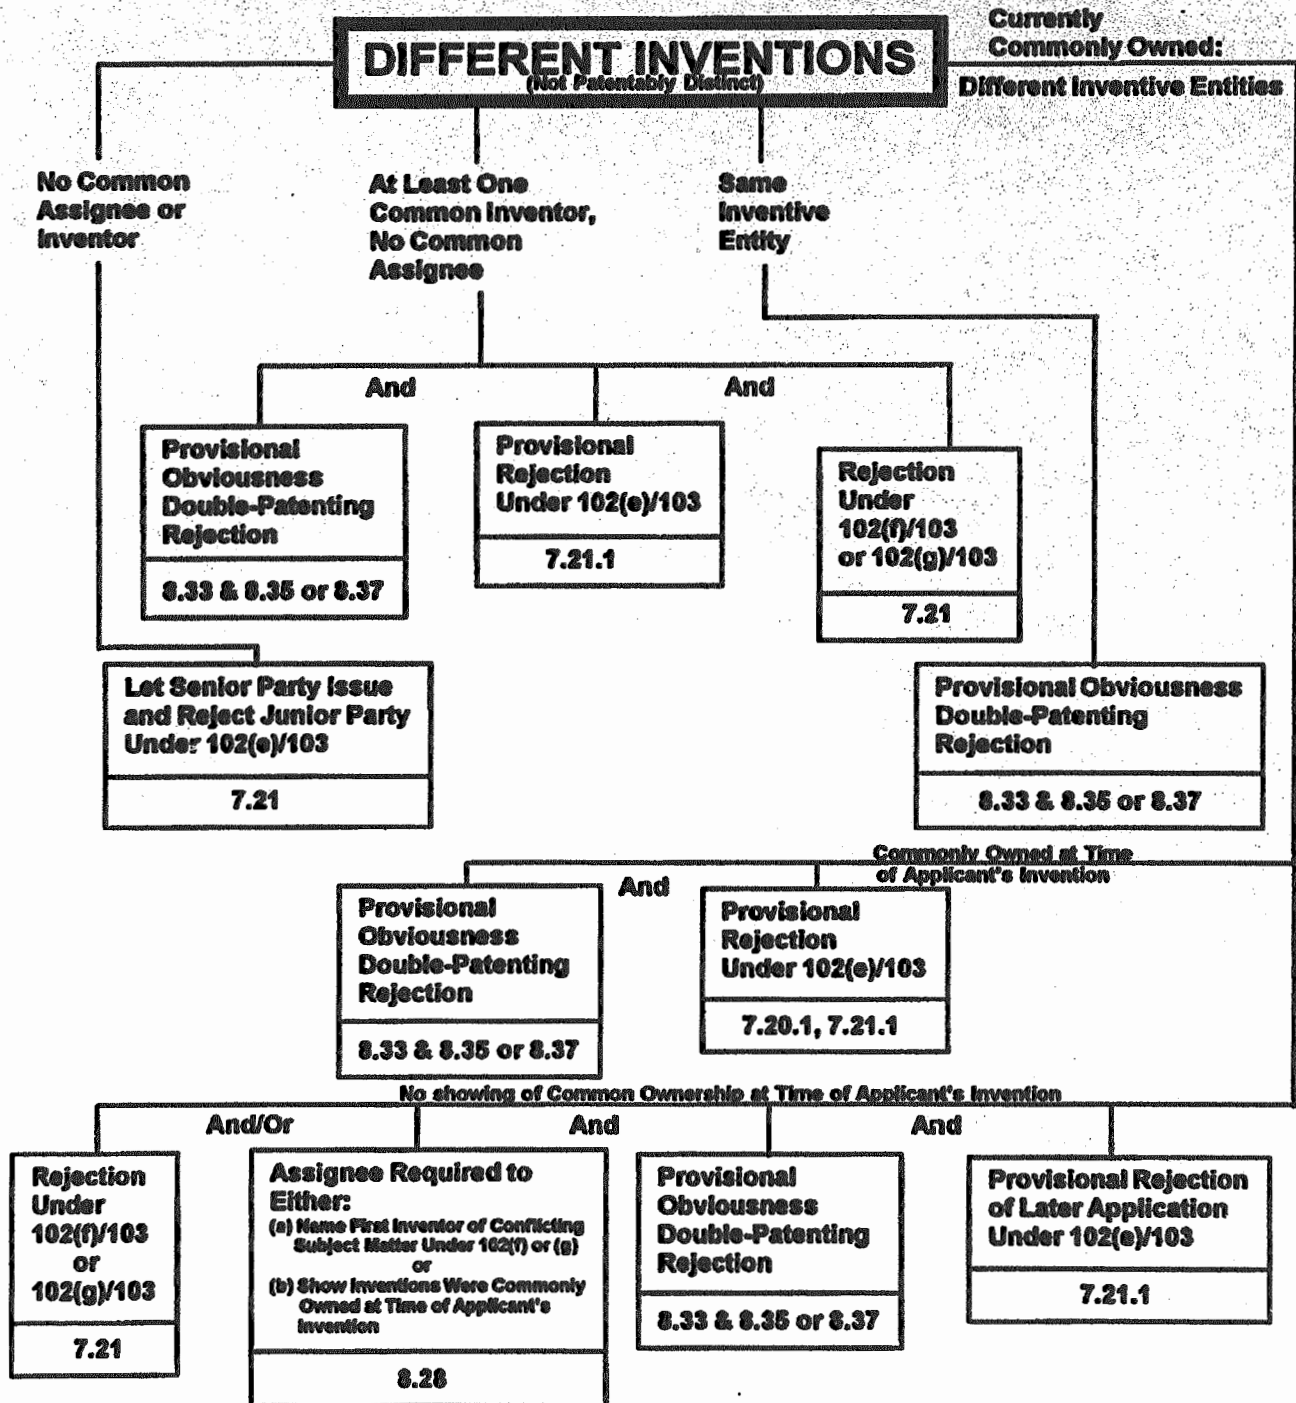 Currently
Commonly Owned:
DIFFERENT INVENTIONS
(Not Patentably Distinct)
Different Inventive Entities
No Common
Assignee or
Inventor
At Least One
Common Inventor,
No Common
Assignee
Same
Inventive
Entity
And
And
Provisional
Obviousness
Double-Patenting
Rejection
8.33 & 8.35 or 8.37
Provisional
Rejection
Under 102(e)/103
7.21.1
Rejection
Under
102(f)/103
or 102(g)/103
7.21
Let Senior Party Issue
and Reject Junior Party
Under 102(e)/103
7.21
Provisional Obviousness
Double-Patenting
Rejection
8.33 & 8.35 or 8.37
Commonly Owned at Time
of Applicant's Invention
And
Provisional
Obviousness
Double-Patenting
Rejection
8.33 & 8.35 or 8.37
Provisional
Rejection
Under 102(e)/103
7.20.1, 7.21.1
No showing of Common Ownership at Time of Applicant's Invention
And/Or
And
And
Rejection
Under
102(f)/103
or
102(g)/103
7.21
Assignee Required to
Either:
(a) Name First Inventor of Conflicting
Subject Matter Under 102(f) or (g)
or
(b) Show Inventions Were Commonly
Owned at Time of Applicant's
Invention
8.28
Provisional
Obviousness
Double-Patenting
Rejection
8.33 & 8.35 or 8.37
Provisional Rejection
of Later Application
Under 102(e)/103
7.21.1